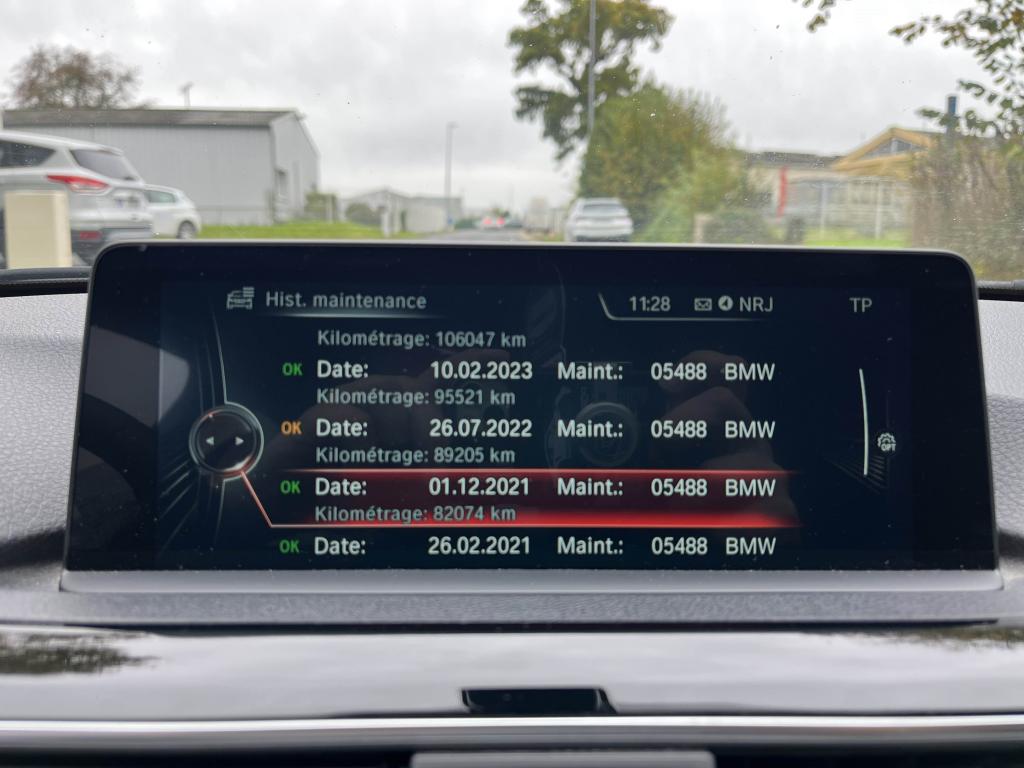 Hist. maintenance 11:28 NRJ TP
Kilométrage: 106047 km
OK Date: 10.02.2023 Maint.: 05488 BMW
Kilométrage: 95521 km
OK Date: 26.07.2022 Maint.: 05488 BMW
Kilométrage: 89205 km
OK Date: 01.12.2021 Maint.: 05488 BMW
Kilométrage: 82074 km
OK Date: 26.02.2021 Maint.: 05488 BMW
OPT